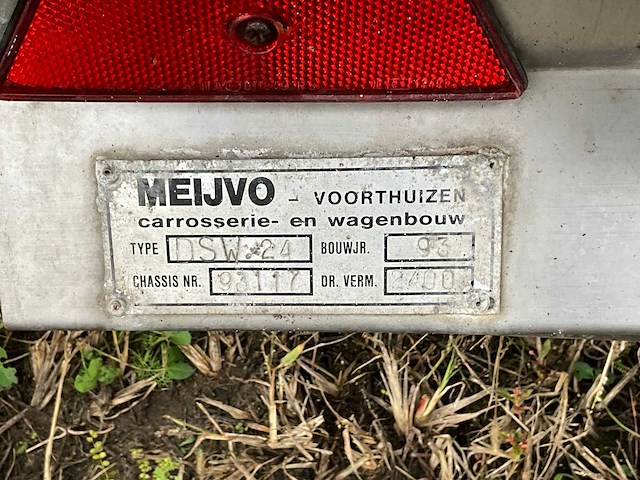 MEIJVO - VOORTHUIZEN
carrosserie- en wagenbouw
TYPE DSW 24 BOUWJR. 93
CHASSIS NR. 93117 DR. VERM. 2400